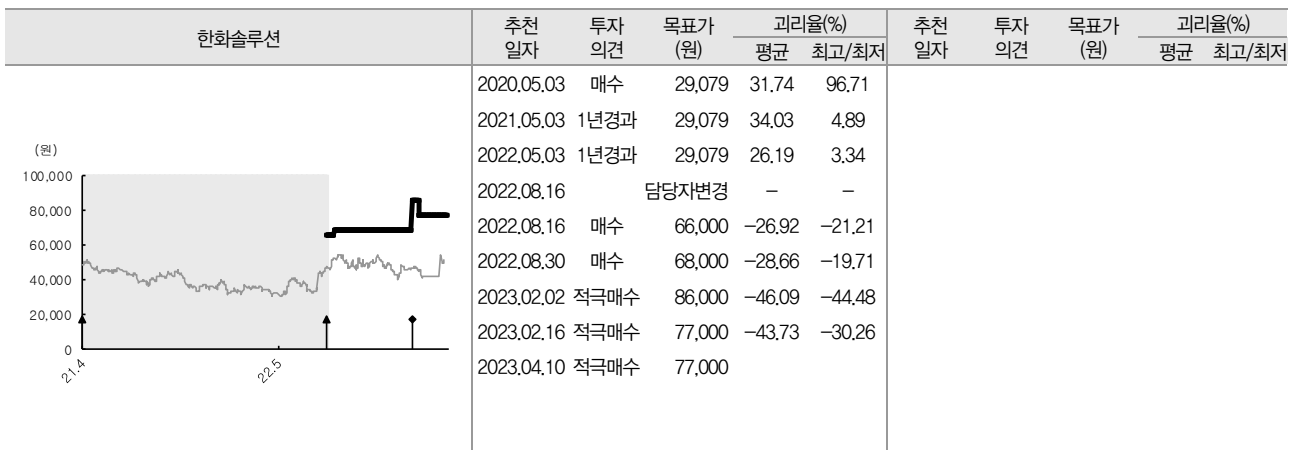 한화솔루션
(원)
100,000
80,000
60,000
40,000
20,000
0
21.4
22.5
추천 투자 목표가 괴리율(%) 추천 투자 목표가 괴리율(%)
일자 의견 (원) 평균 최고/최저 일자 의견 (원) 평균 최고/최저
2020.05.03 매수 29,079 31.74 96.71
2021.05.03 1년경과 29,079 34.03 4.89
2022.05.03 1년경과 29,079 26.19 3.34
2022.08.16 담당자변경 – –
2022.08.16 매수 66,000 –26.92 –21.21
2022.08.30 매수 68,000 –28.66 –19.71
2023.02.02 적극매수 86,000 –46.09 –44.48
2023.02.16 적극매수 77,000 –43.73 –30.26
2023.04.10 적극매수 77,000